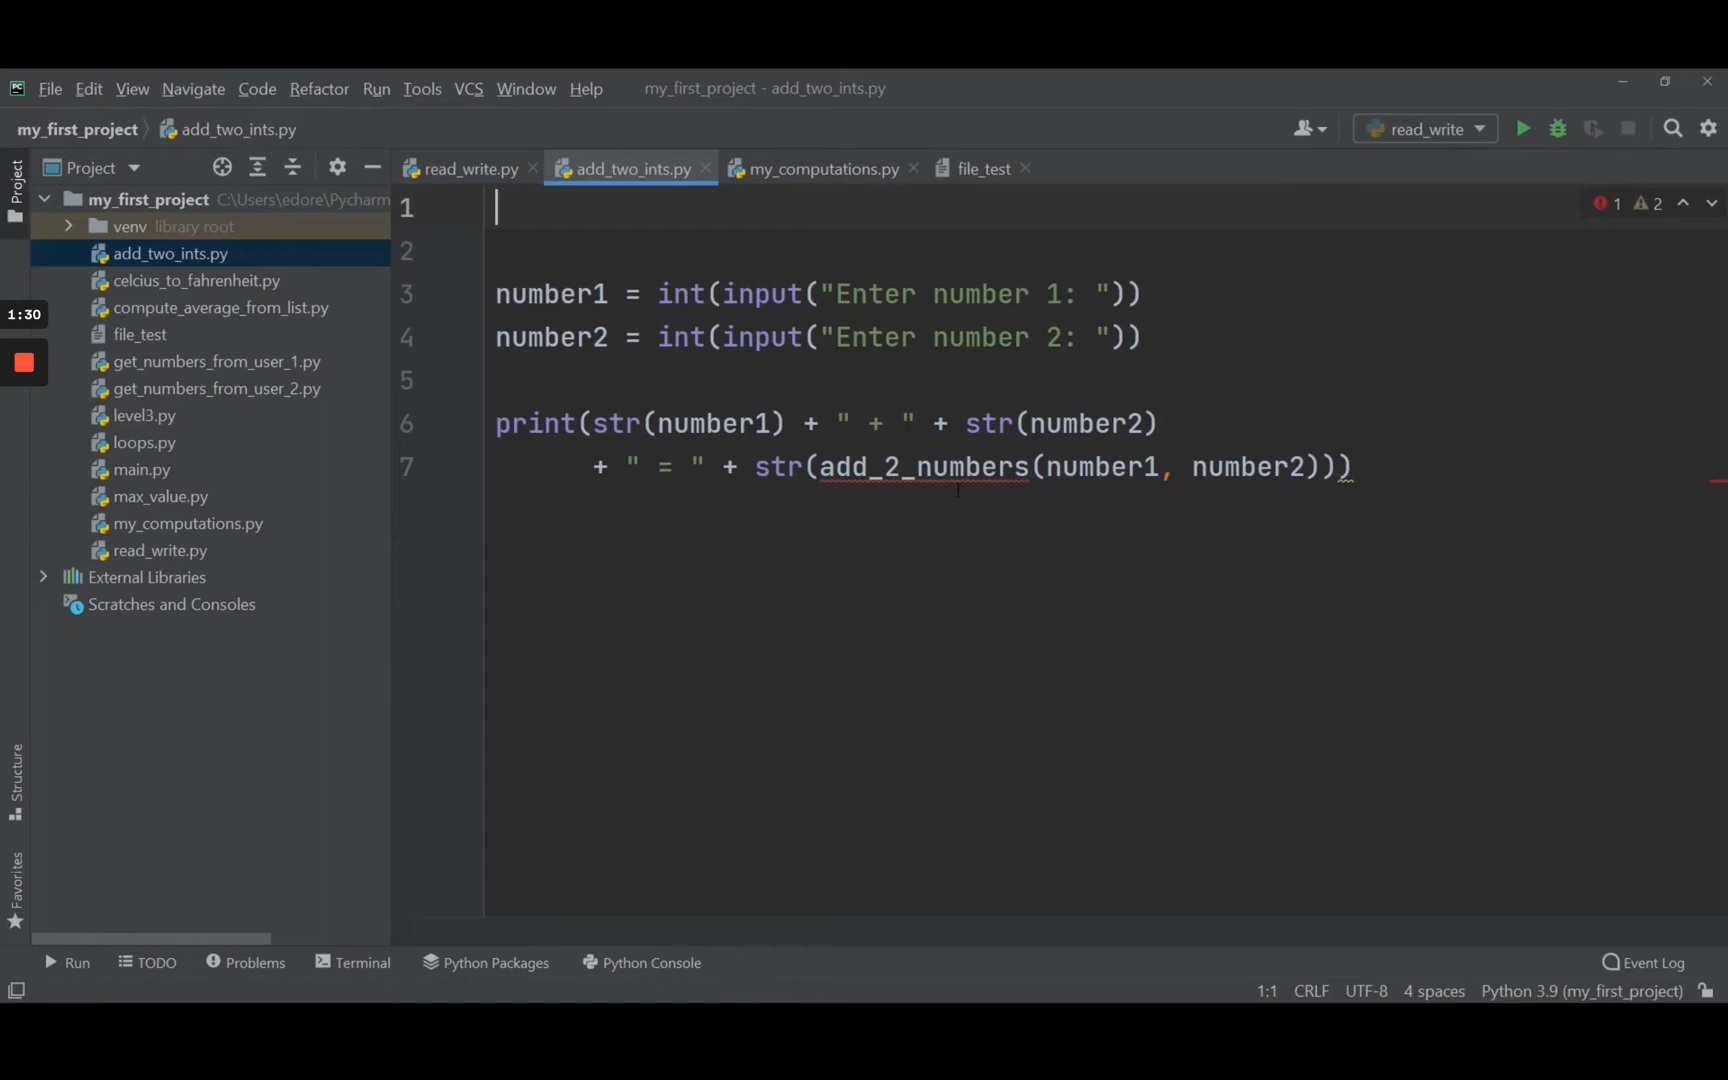 PC File Edit View Navigate Code Refactor Run Tools VCS Window Help my_first_project - add_two_ints.py
my_first_project add_two_ints.py read_write
Project
Project
read_write.py add_two_ints.py my_computations.py file_test
my_first_project C:\Users\edore\Pycharm
venv library root
add_two_ints.py
celcius_to_fahrenheit.py
compute_average_from_list.py
file_test
get_numbers_from_user_1.py
get_numbers_from_user_2.py
level3.py
loops.py
main.py
max_value.py
my_computations.py
read_write.py
External Libraries
Scratches and Consoles
1:30
1 2
1
2
3 number1 = int(input("Enter number 1: "))
4 number2 = int(input("Enter number 2: "))
5
6 print(str(number1) + " + " + str(number2)
7 + " = " + str(add_2_numbers(number1, number2)))
Structure
Favorites
Run TODO Problems Terminal Python Packages Python Console Event Log
1:1 CRLF UTF-8 4 spaces Python 3.9 (my_first_project)